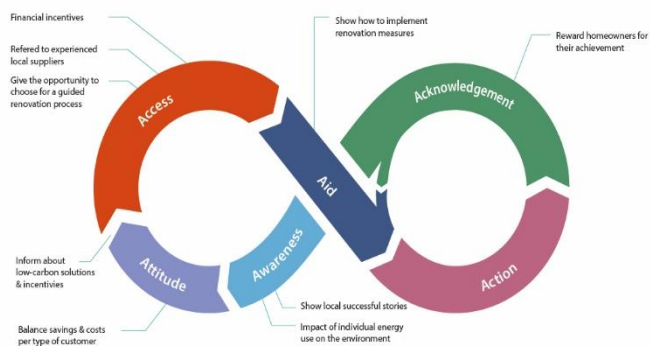 Financial incentives
Refered to experienced
local suppliers
Give the opportunity to
choose for a guided
renovation process
Access
Show how to implement
renovation measures
Reward homeowners for
their achievement
Acknowledgement
Aid
Inform about
low-carbon solutions
& incentivies
Attitude
Awareness
Action
Balance savings & costs
per type of customer
Show local successful stories
Impact of individual energy
use on the environment